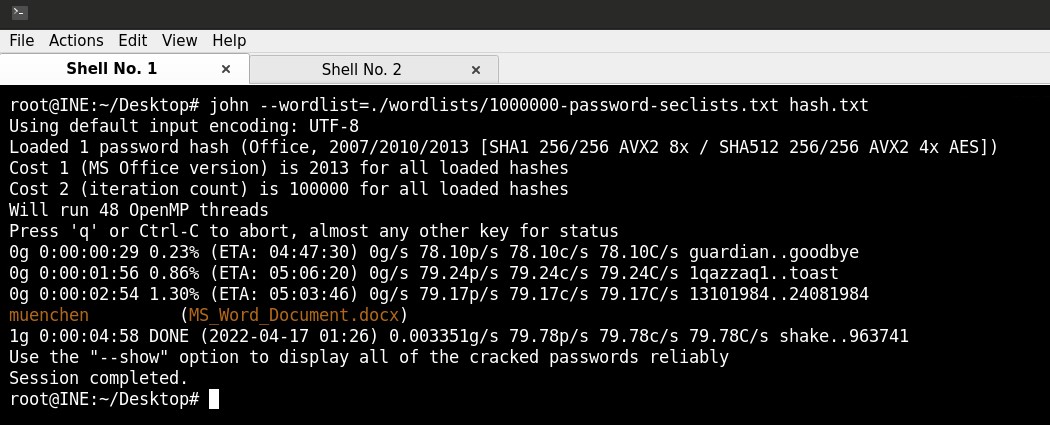 File Actions Edit View Help
Shell No. 1 × Shell No. 2 ×
root@INE:~/Desktop# john --wordlist=./wordlists/1000000-password-seclists.txt hash.txt
Using default input encoding: UTF-8
Loaded 1 password hash (Office, 2007/2010/2013 [SHA1 256/256 AVX2 8x / SHA512 256/256 AVX2 4x AES])
Cost 1 (MS Office version) is 2013 for all loaded hashes
Cost 2 (iteration count) is 100000 for all loaded hashes
Will run 48 OpenMP threads
Press 'q' or Ctrl-C to abort, almost any other key for status
0g 0:00:00:29 0.23% (ETA: 04:47:30) 0g/s 78.10p/s 78.10c/s 78.10C/s guardian..goodbye
0g 0:00:01:56 0.86% (ETA: 05:06:20) 0g/s 79.24p/s 79.24c/s 79.24C/s 1qazzaq1..toast
0g 0:00:02:54 1.30% (ETA: 05:03:46) 0g/s 79.17p/s 79.17c/s 79.17C/s 13101984..24081984
muenchen         (MS_Word_Document.docx)
1g 0:00:04:58 DONE (2022-04-17 01:26) 0.003351g/s 79.78p/s 79.78c/s 79.78C/s shake..963741
Use the "--show" option to display all of the cracked passwords reliably
Session completed.
root@INE:~/Desktop#